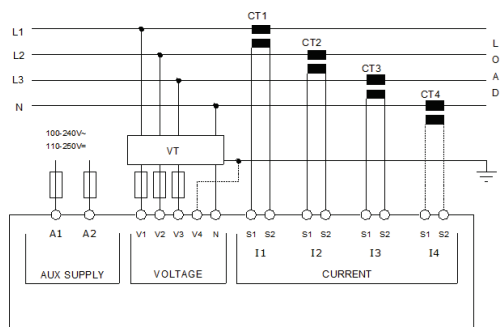 CT1
L1
CT2
L2
CT3
L3
CT4
N
LOAD
100-240V~
110-250V=
VT
A1 A2 V1 V2 V3 V4 N S1 S2 S1 S2 S1 S2 S1 S2
I1 I2 I3 I4
AUX SUPPLY VOLTAGE CURRENT